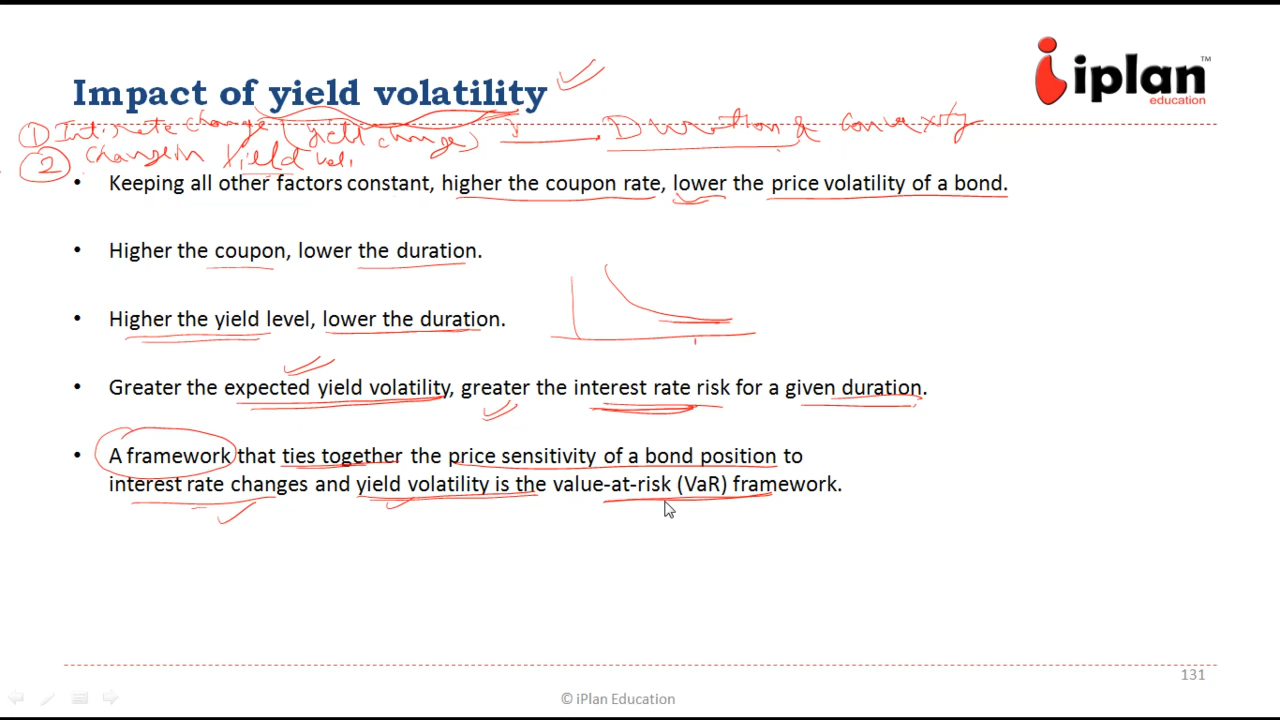 Impact of yield volatility
iplan™
education
① Int. rate change (yield change) → Duration & Convexity
② Change in Yield vol.
• Keeping all other factors constant, higher the coupon rate, lower the price volatility of a bond.
• Higher the coupon, lower the duration.
• Higher the yield level, lower the duration.
• Greater the expected yield volatility, greater the interest rate risk for a given duration.
• A framework that ties together the price sensitivity of a bond position to
interest rate changes and yield volatility is the value-at-risk (VaR) framework.
131
© iPlan Education